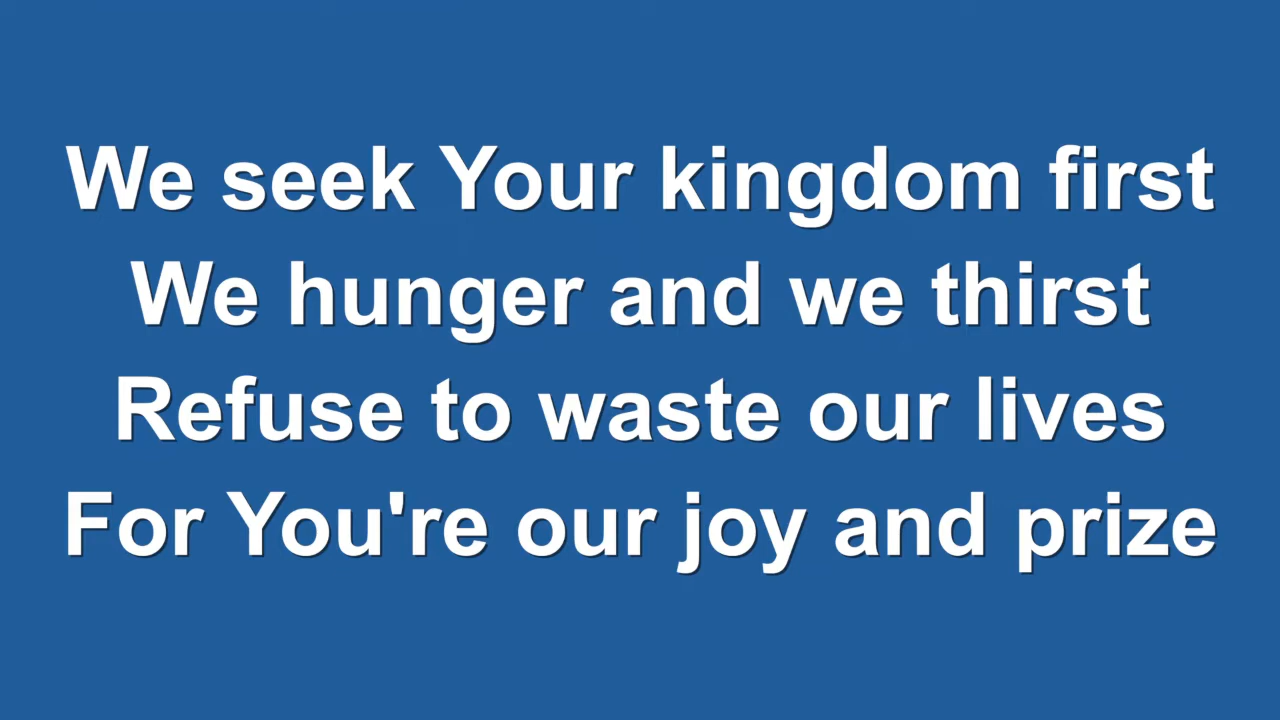 We seek Your kingdom first
We hunger and we thirst
Refuse to waste our lives
For You're our joy and prize